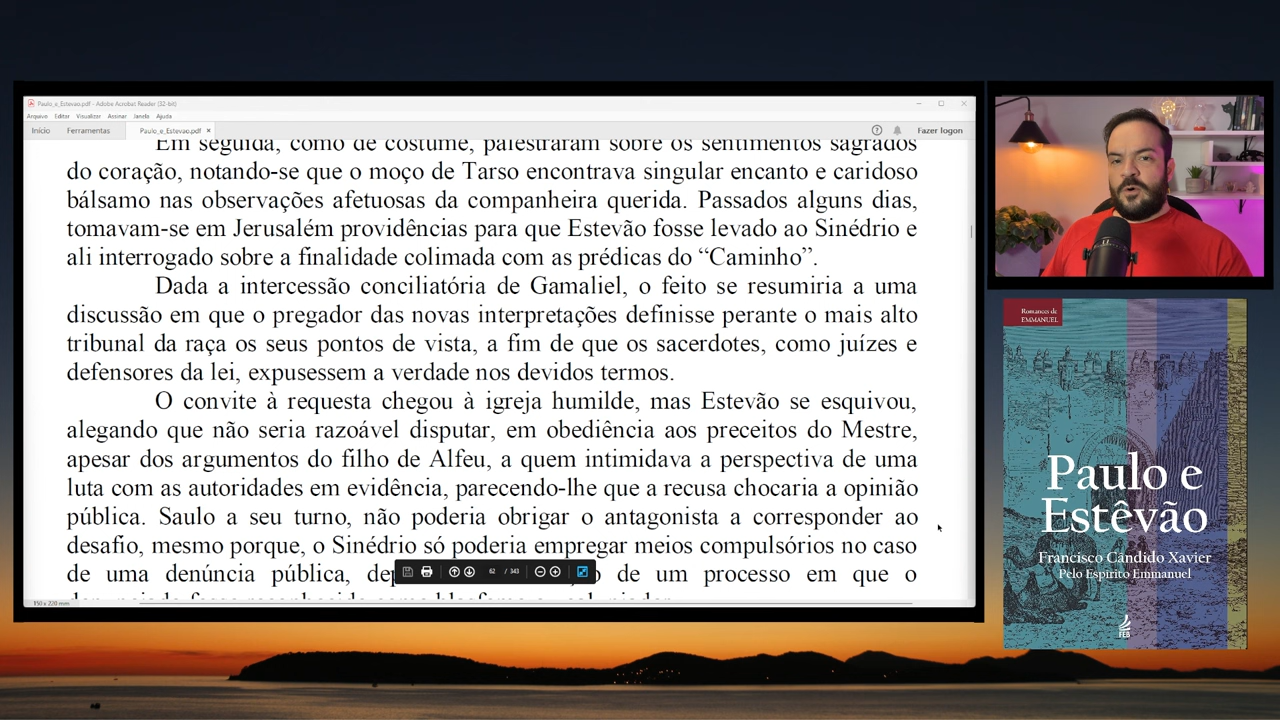 Paulo_e_Estevao.pdf - Adobe Acrobat Reader (32-bit)
Arquivo Editar Visualizar Assinar Janela Ajuda
Início Ferramentas Paulo_e_Estevao.pdf × Fazer logon
Em seguida, como de costume, palestraram sobre os sentimentos sagrados
do coração, notando-se que o moço de Tarso encontrava singular encanto e caridoso
bálsamo nas observações afetuosas da companheira querida. Passados alguns dias,
tomavam-se em Jerusalém providências para que Estevão fosse levado ao Sinédrio e
ali interrogado sobre a finalidade colimada com as prédicas do “Caminho”.
Dada a intercessão conciliatória de Gamaliel, o feito se resumiria a uma
discussão em que o pregador das novas interpretações definisse perante o mais alto
tribunal da raça os seus pontos de vista, a fim de que os sacerdotes, como juízes e
defensores da lei, expusessem a verdade nos devidos termos.
O convite à requesta chegou à igreja humilde, mas Estevão se esquivou,
alegando que não seria razoável disputar, em obediência aos preceitos do Mestre,
apesar dos argumentos do filho de Alfeu, a quem intimidava a perspectiva de uma
luta com as autoridades em evidência, parecendo-lhe que a recusa chocaria a opinião
pública. Saulo a seu turno, não poderia obrigar o antagonista a corresponder ao
desafio, mesmo porque, o Sinédrio só poderia empregar meios compulsórios no caso
de uma denúncia pública, de um processo em que o
62 / 343
150 x 220 mm
Romances de
EMMANUEL
Paulo e
Estêvão
Francisco Cândido Xavier
Pelo Espírito Emmanuel
FEB